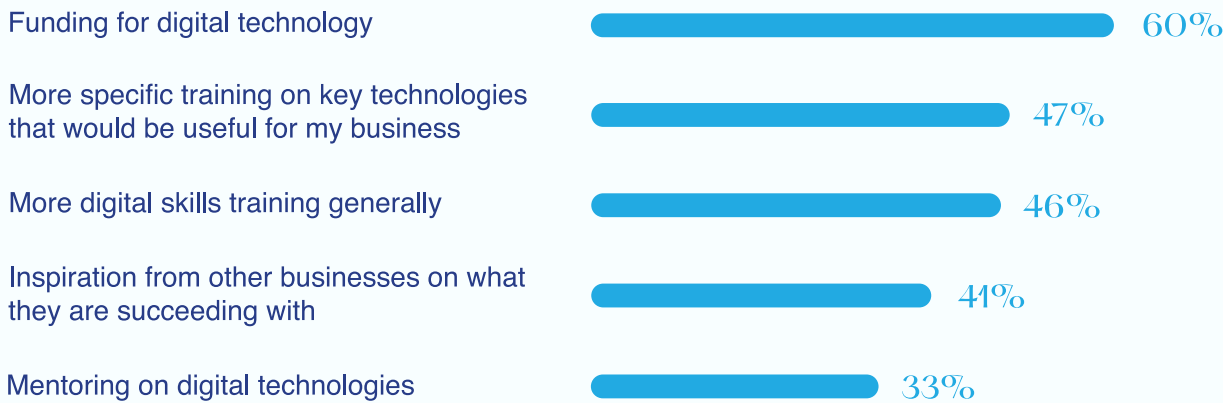 Funding for digital technology 60%
More specific training on key technologies
that would be useful for my business 47%
More digital skills training generally 46%
Inspiration from other businesses on what
they are succeeding with 41%
Mentoring on digital technologies 33%